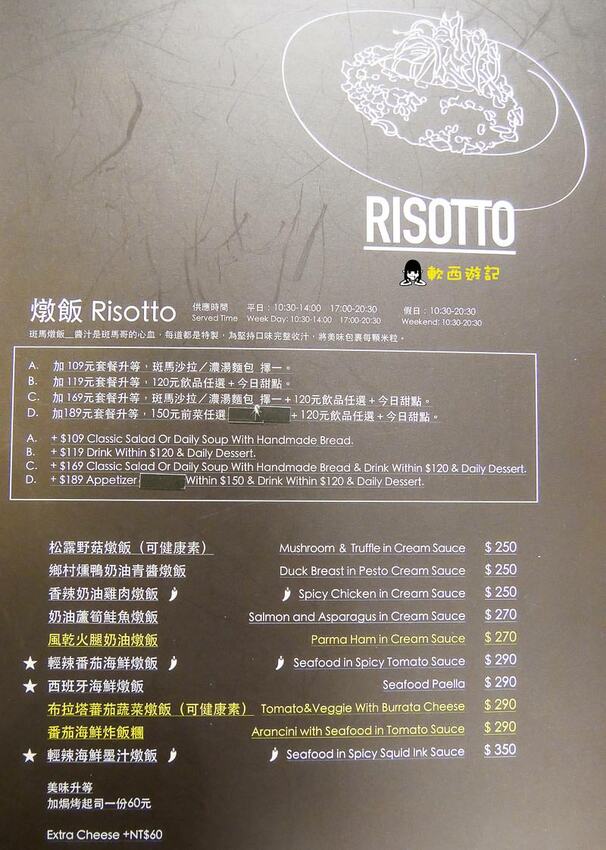 RISOTTO
軟西遊記
燉飯 Risotto
供應時間 平日：10:30-14:00 17:00-20:30 假日：10:30-20:30
Served Time Week Day: 10:30-14:00 17:00-20:30 Weekend: 10:30-20:30
斑馬燉飯__醬汁是斑馬哥的心血，每道都是特製，為堅持口味完整收汁，將美味包裹每顆米粒。
A. 加 109元套餐升等，斑馬沙拉／濃湯麵包 擇一。
B. 加 119元套餐升等，120元飲品任選＋今日甜點。
C. 加 169元套餐升等，斑馬沙拉／濃湯麵包 擇一＋120元飲品任選＋今日甜點。
D. 加189元套餐升等，150元前菜任選 ＋120元飲品任選＋今日甜點。
A. + $109 Classic Salad Or Daily Soup With Handmade Bread.
B. + $119 Drink Within $120 & Daily Dessert.
C. + $169 Classic Salad Or Daily Soup With Handmade Bread & Drink Within $120 & Daily Dessert.
D. + $189 Appetizer Within $150 & Drink Within $120 & Daily Dessert.
松露野菇燉飯（可健康素） Mushroom & Truffle in Cream Sauce $ 250
鄉村燻鴨奶油青醬燉飯 Duck Breast in Pesto Cream Sauce $ 250
香辣奶油雞肉燉飯 Spicy Chicken in Cream Sauce $ 250
奶油蘆筍鮭魚燉飯 Salmon and Asparagus in Cream Sauce $ 270
風乾火腿奶油燉飯 Parma Ham in Cream Sauce $ 270
★ 輕辣番茄海鮮燉飯 Seafood in Spicy Tomato Sauce $ 290
★ 西班牙海鮮燉飯 Seafood Paella $ 290
布拉塔蕃茄蔬菜燉飯（可健康素） Tomato&Veggie With Burrata Cheese $ 290
番茄海鮮炸飯糰 Arancini with Seafood in Tomato Sauce $ 290
★ 輕辣海鮮墨汁燉飯 Seafood in Spicy Squid Ink Sauce $ 350
美味升等
加焗烤起司一份60元
Extra Cheese +NT$60